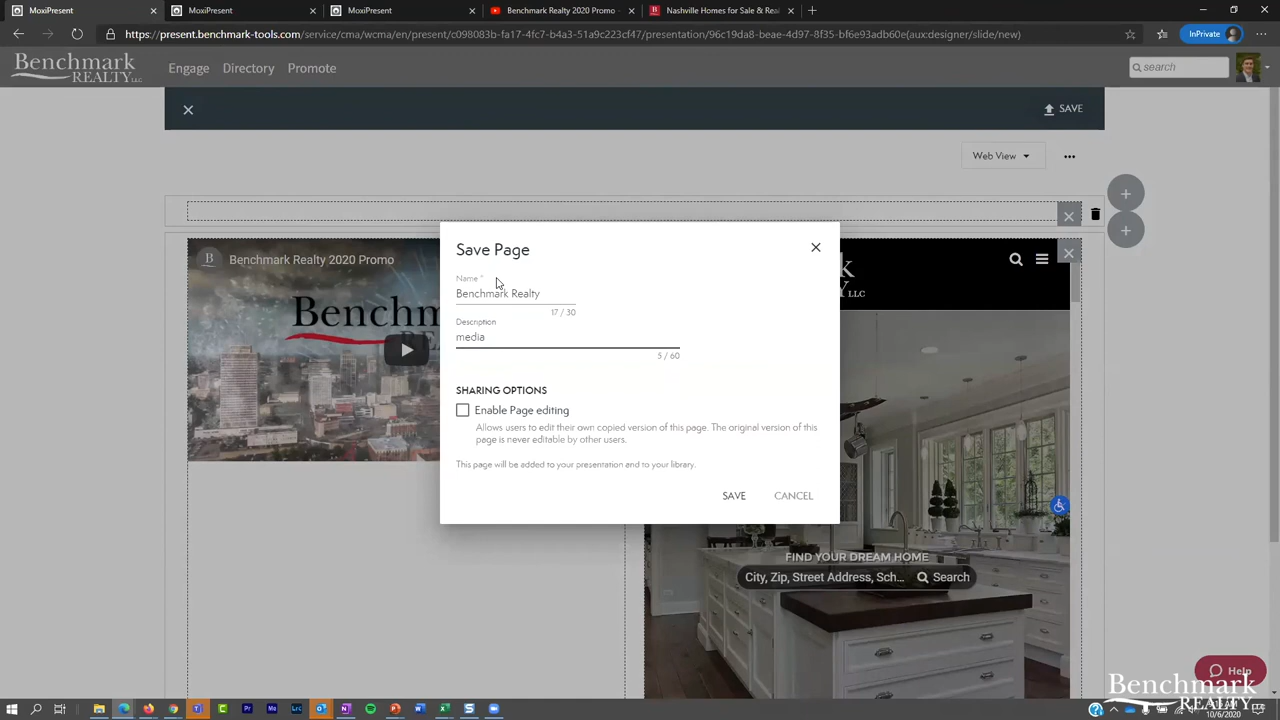 MoxiPresent
MoxiPresent
MoxiPresent
MoxiPresent
Benchmark Realty 2020 Promo -
Nashville Homes for Sale & Real
https://present.benchmark-tools.com/service/cma/wcma/en/present/c098083b-fa17-4fc7-b4a3-51a9c223cf47/presentation/96c19da8-beae-4d97-8f35-bf6e93adb60e(aux:designer/slide/new)
InPrivate
Benchmark
REALTY LLC
Engage
Directory
Promote
search
SAVE
Web View
Benchmark Realty 2020 Promo
Save Page
Name *
Benchmark Realty
17 / 30
Description
media
5 / 60
SHARING OPTIONS
Enable Page editing
Allows users to edit their own copied version of this page. The original version of this
page is never editable by other users.
This page will be added to your presentation and to your library.
SAVE
CANCEL
FIND YOUR DREAM HOME
City, Zip, Street Address, Sch...
Search
Help
Benchmark
REALTY LLC
10/6/2020